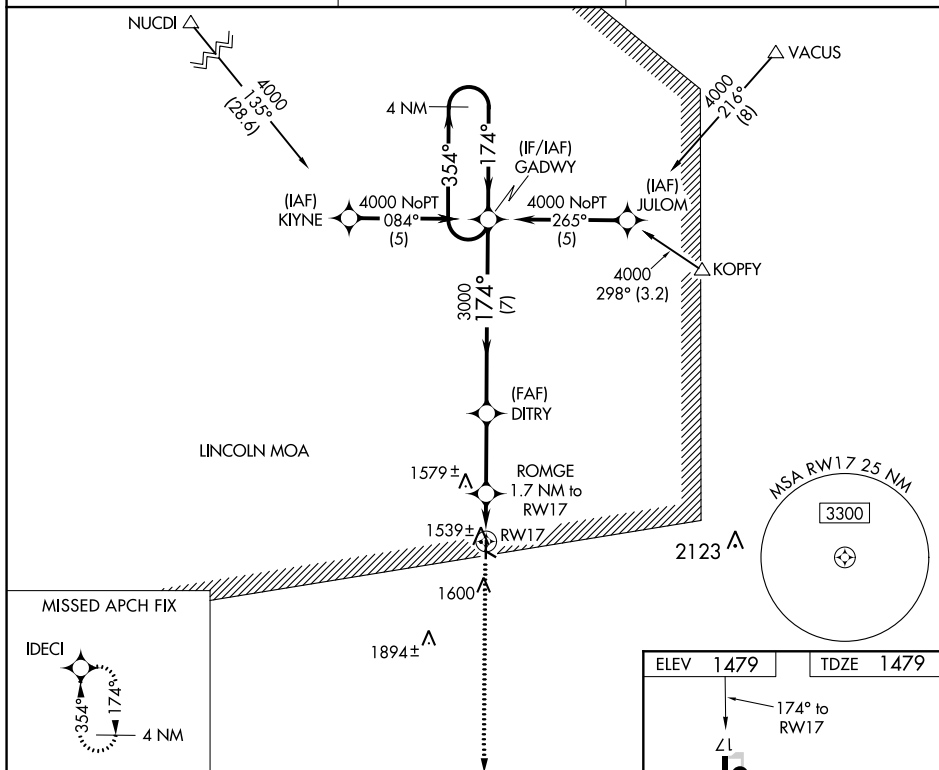 NUCDI
4000
135°
(28.6)
VACUS
4000
216°
(8)
4 NM
354°
174°
(IF/IAF)
GADWY
(IAF)
KIYNE
4000 NoPT
084°
(5)
4000 NoPT
265°
(5)
(IAF)
JULOM
KOPFY
4000
298° (3.2)
3000
174°
(7)
(FAF)
DITRY
LINCOLN MOA
1579±
ROMGE
1.7 NM to
RW17
1539±
RW17
2123
MSA RW17 25 NM
3300
1600
1894±
MISSED APCH FIX
IDECI
354°
174°
4 NM
ELEV 1479
TDZE 1479
174° to
RW17
17